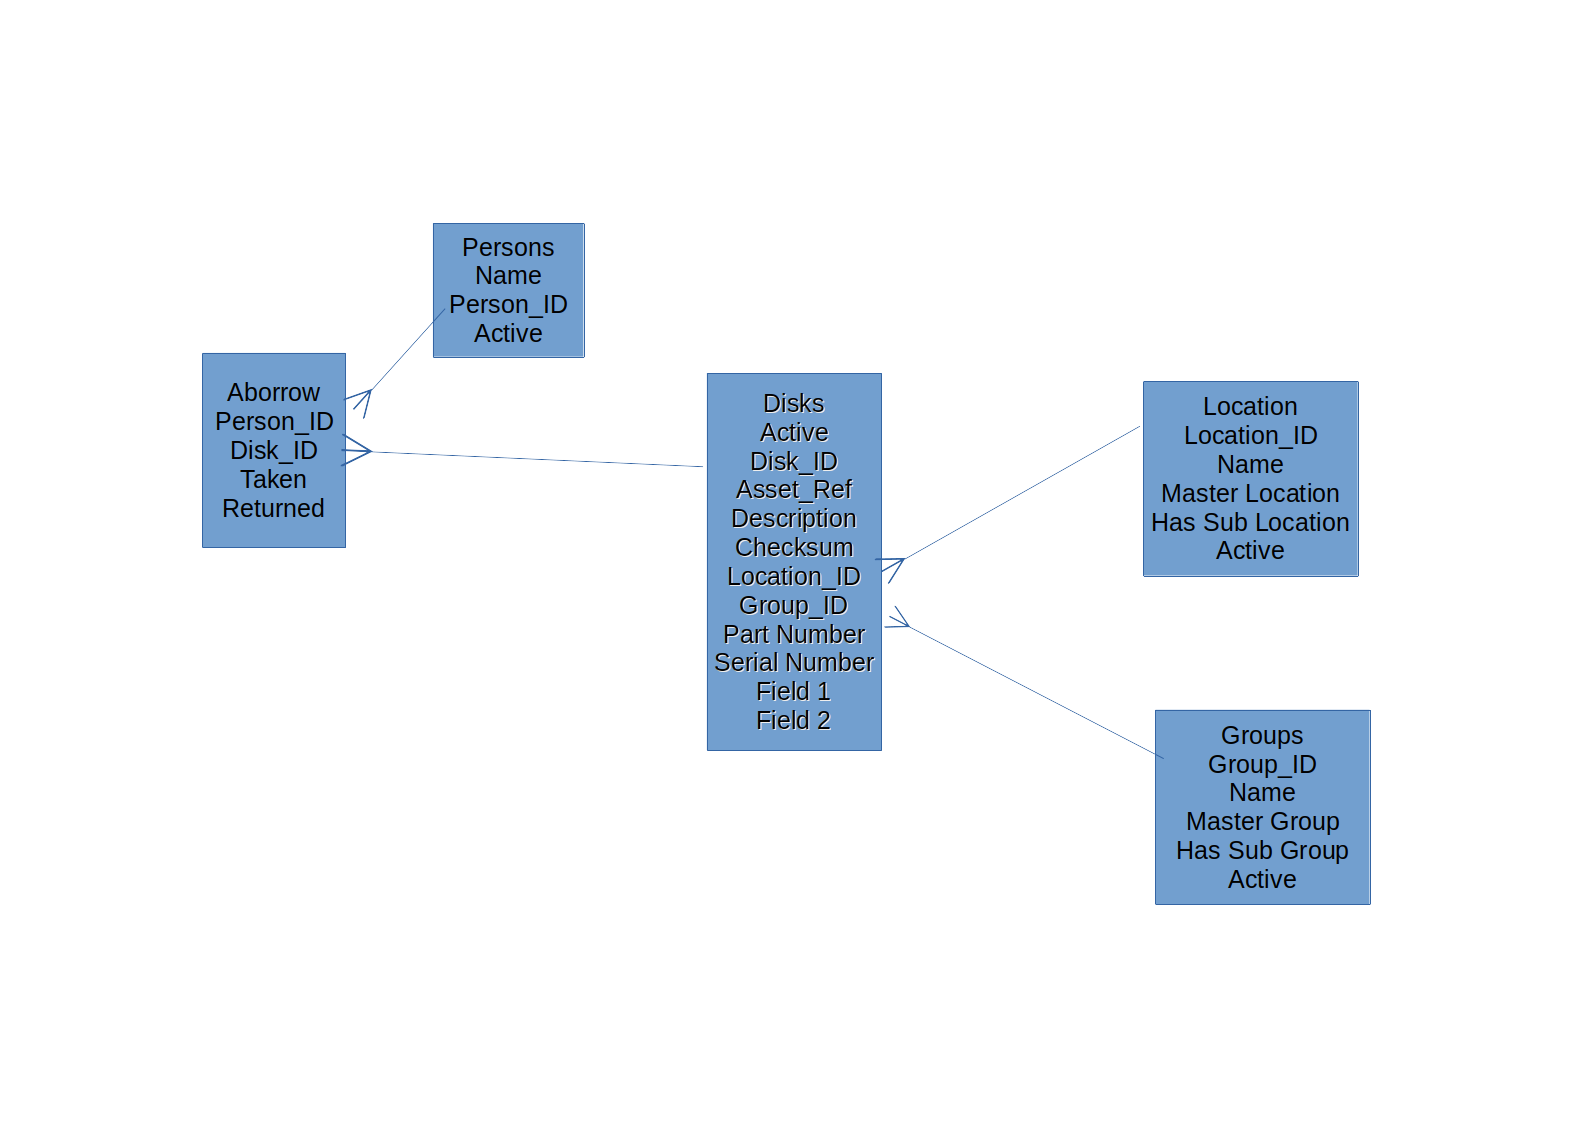 Persons
Name
Person_ID
Active
Aborrow
Person_ID
Disk_ID
Taken
Returned
Disks
Active
Disk_ID
Asset_Ref
Description
Checksum
Location_ID
Group_ID
Part Number
Serial Number
Field 1
Field 2
Location
Location_ID
Name
Master Location
Has Sub Location
Active
Groups
Group_ID
Name
Master Group
Has Sub Group
Active